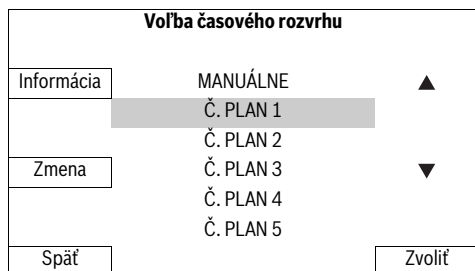 Voľba časového rozvrhu
Informácia
MANUÁLNE
Č. PLAN 1
Č. PLAN 2
Zmena
Č. PLAN 3
Č. PLAN 4
Č. PLAN 5
Späť
Zvoliť